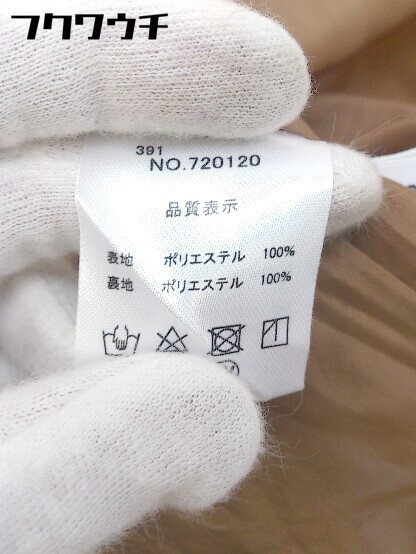 フクワウチ
391
NO.720120
品質表示
表地 ポリエステル 100%
裏地 ポリエステル 100%